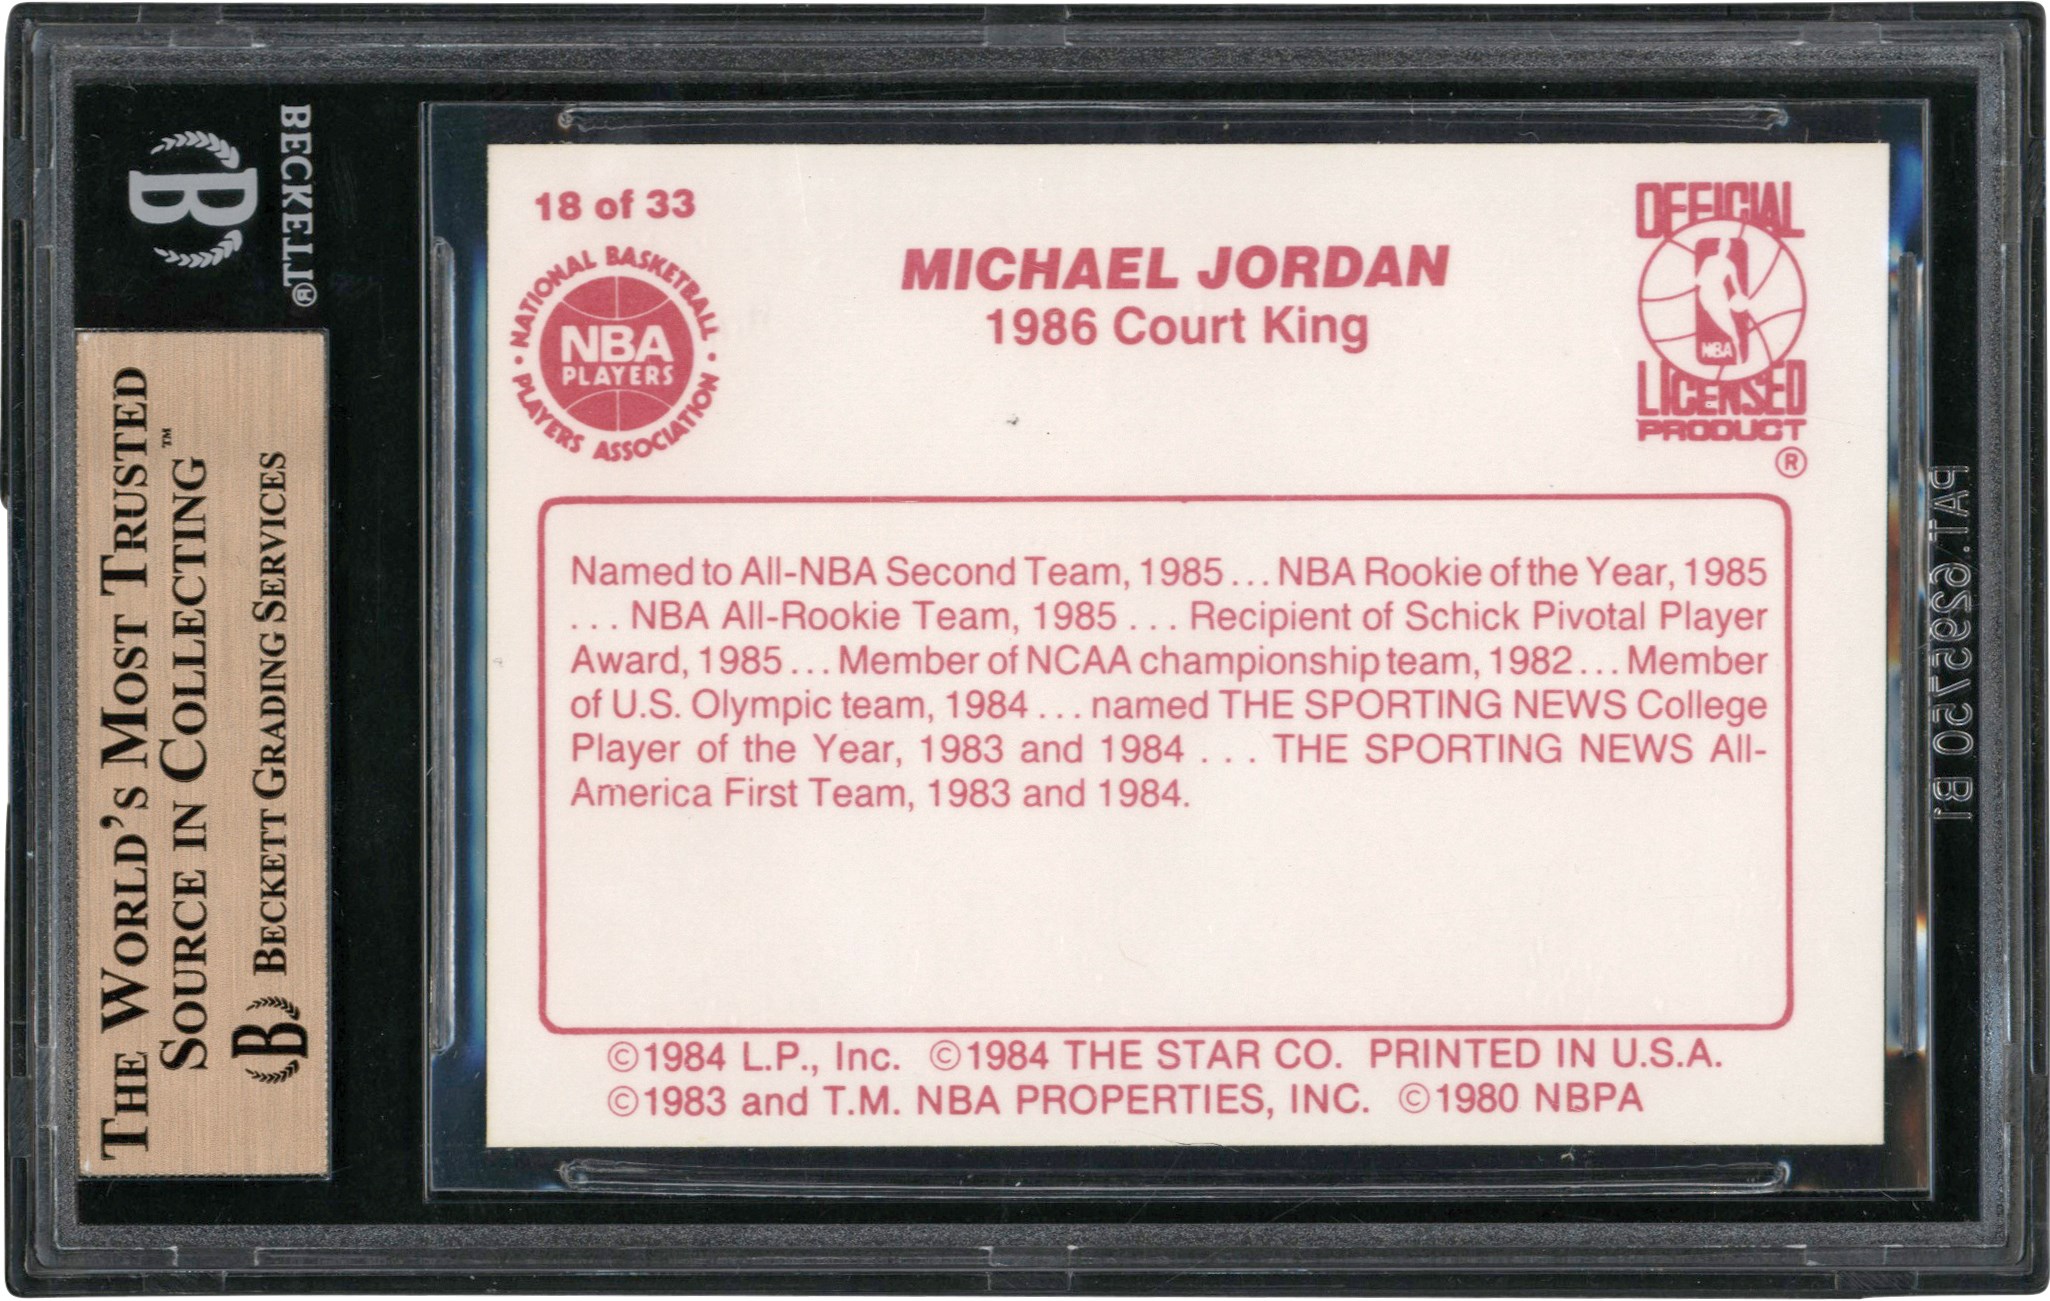 BECKETT®
B
THE WORLD'S MOST TRUSTED
SOURCE IN COLLECTING™
B BECKETT GRADING SERVICES
18 of 33
NATIONAL BASKETBALL
NBA
PLAYERS
PLAYERS ASSOCIATION
MICHAEL JORDAN
1986 Court King
OFFICIAL
NBA
LICENSED
PRODUCT
®
Named to All-NBA Second Team, 1985 . . . NBA Rookie of the Year, 1985
. . . NBA All-Rookie Team, 1985 . . . Recipient of Schick Pivotal Player
Award, 1985 . . . Member of NCAA championship team, 1982 . . . Member
of U.S. Olympic team, 1984 . . . named THE SPORTING NEWS College
Player of the Year, 1983 and 1984 . . . THE SPORTING NEWS All-
America First Team, 1983 and 1984.
©1984 L.P., Inc. ©1984 THE STAR CO. PRINTED IN U.S.A.
©1983 and T.M. NBA PROPERTIES, INC. ©1980 NBPA
PAT. 6295750 B1